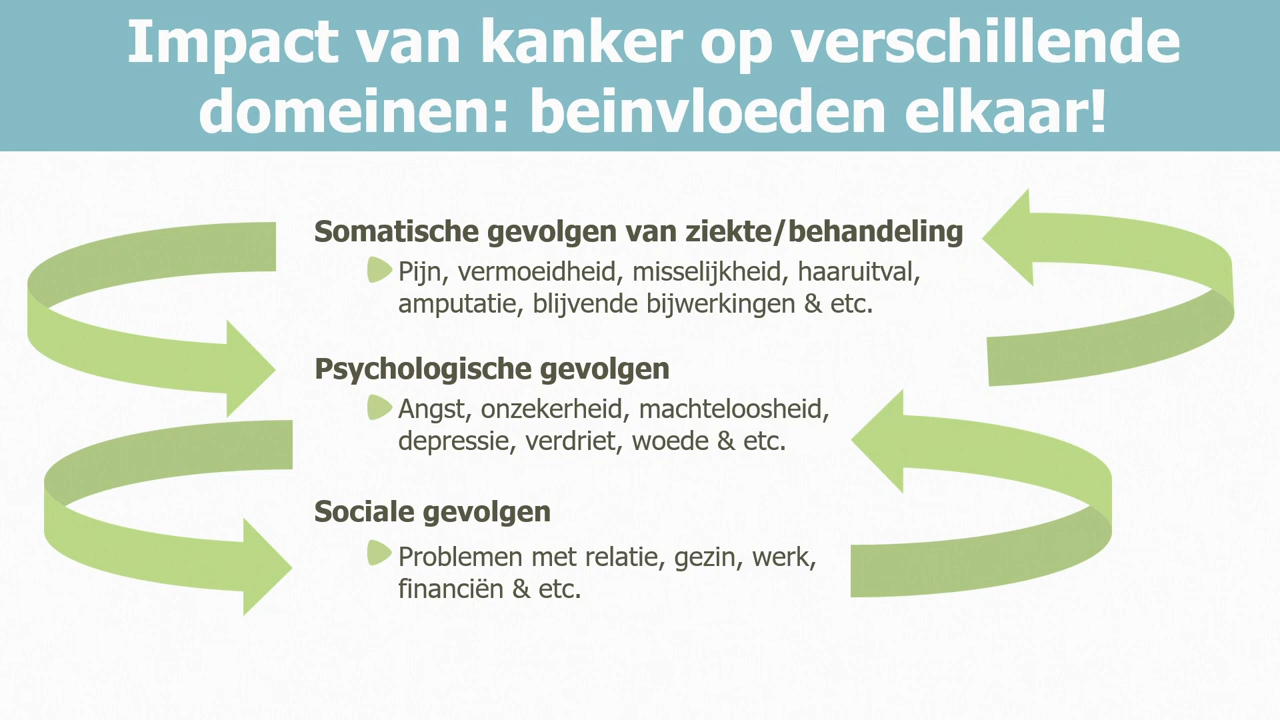 Impact van kanker op verschillende
domeinen: beinvloeden elkaar!
Somatische gevolgen van ziekte/behandeling
Pijn, vermoeidheid, misselijkheid, haaruitval,
amputatie, blijvende bijwerkingen & etc.
Psychologische gevolgen
Angst, onzekerheid, machteloosheid,
depressie, verdriet, woede & etc.
Sociale gevolgen
Problemen met relatie, gezin, werk,
financiën & etc.